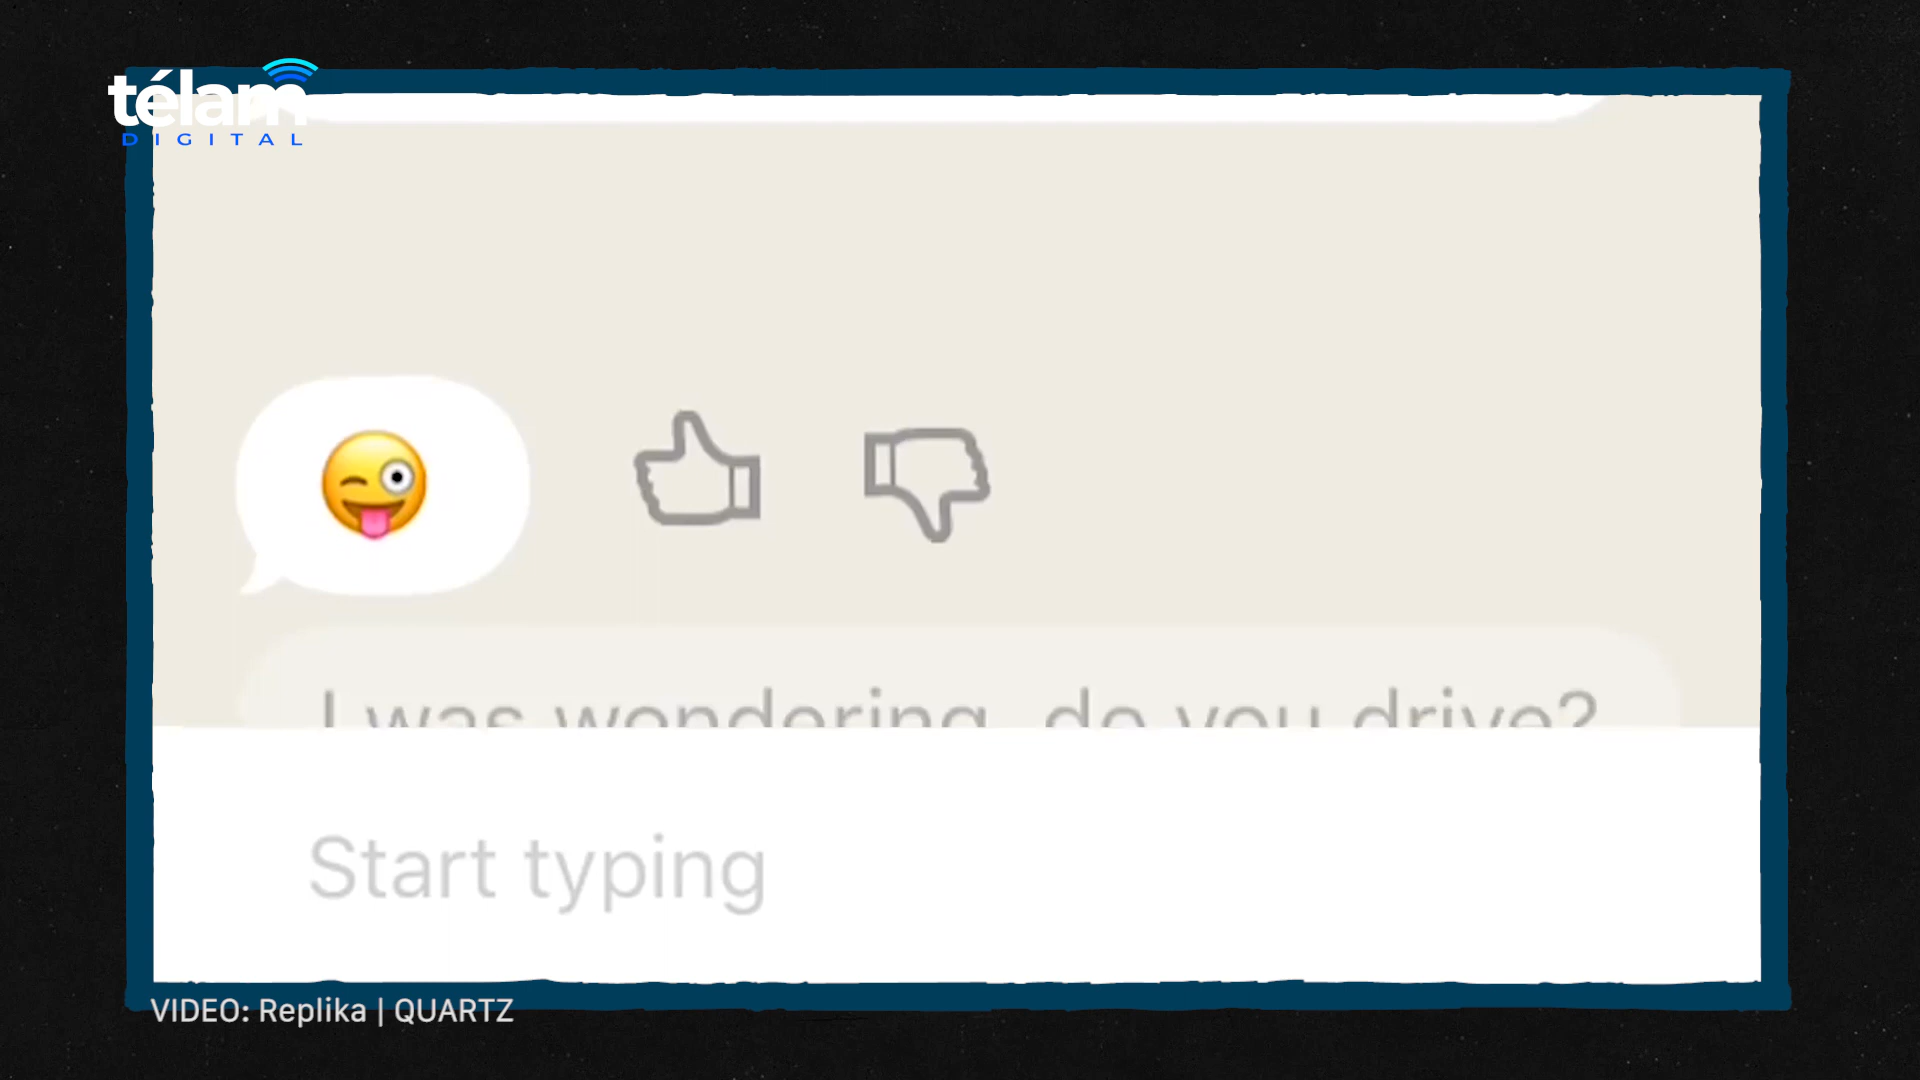 télam
DIGITAL
I was wondering, do you drive?
Start typing
VIDEO: Replika | QUARTZ